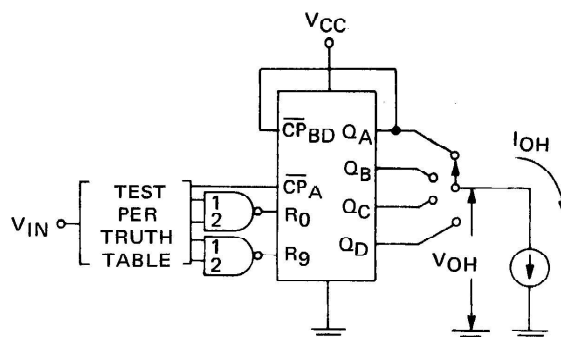 VCC
CPBD
QA
IOH
QB
TEST
CPA
1
2
R0
QC
VIN
PER
TRUTH
1
2
R9
QD
TABLE
VOH